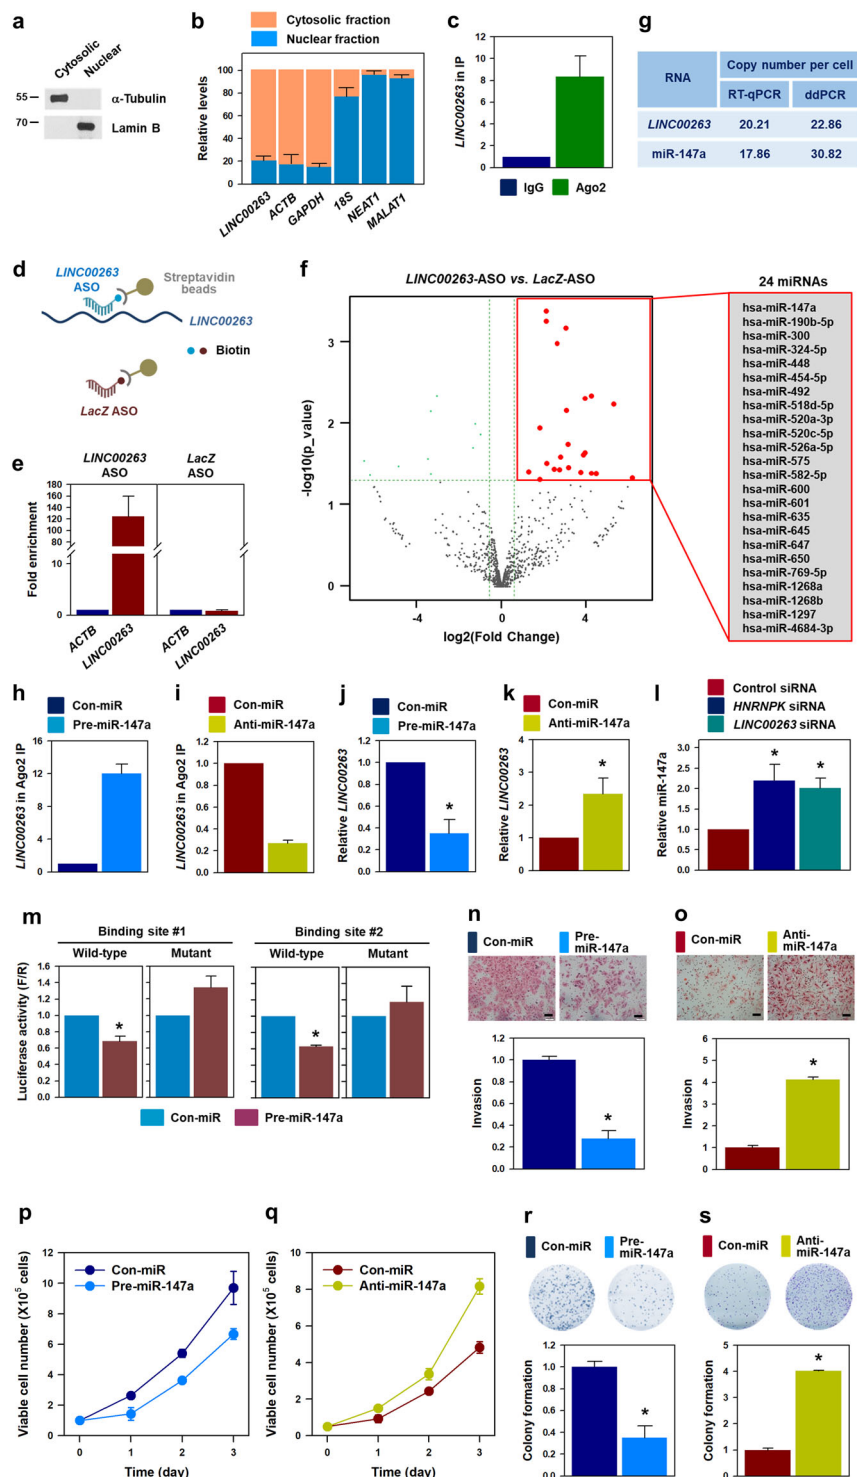 a
Cytosolic
Nuclear
55
α-Tubulin
70
Lamin B
b
Cytosolic fraction
Nuclear fraction
Relative levels
100
80
60
40
20
0
LINC00263
ACTB
GAPDH
18S
NEAT1
MALAT1
c
LINC00263 in IP
12
10
8
6
4
2
0
IgG
Ago2
g
RNA
Copy number per cell
RT-qPCR
ddPCR
LINC00263
20.21
22.86
miR-147a
17.86
30.82
d
LINC00263
ASO
Streptavidin
beads
LINC00263
Biotin
LacZ ASO
e
LINC00263
ASO
LacZ
ASO
Fold enrichment
180
160
140
120
100
80
60
10
0
ACTB
LINC00263
ACTB
LINC00263
f
LINC00263-ASO vs. LacZ-ASO
-log10(p_value)
3
2
1
0
-4
0
4
log2(Fold Change)
24 miRNAs
hsa-miR-147a
hsa-miR-190b-5p
hsa-miR-300
hsa-miR-324-5p
hsa-miR-448
hsa-miR-454-5p
hsa-miR-492
hsa-miR-518d-5p
hsa-miR-520a-3p
hsa-miR-520c-5p
hsa-miR-526a-5p
hsa-miR-575
hsa-miR-582-5p
hsa-miR-600
hsa-miR-601
hsa-miR-635
hsa-miR-645
hsa-miR-647
hsa-miR-650
hsa-miR-769-5p
hsa-miR-1268a
hsa-miR-1268b
hsa-miR-1297
hsa-miR-4684-3p
h
Con-miR
Pre-miR-147a
LINC00263 in Ago2 IP
16
12
8
4
0
i
Con-miR
Anti-miR-147a
LINC00263 in Ago2 IP
1.2
1.0
0.8
0.6
0.4
0.2
0.0
j
Con-miR
Pre-miR-147a
Relative LINC00263
1.2
1.0
0.8
0.6
0.4
0.2
0.0
*
k
Con-miR
Anti-miR-147a
Relative LINC00263
4
3
2
1
0
*
l
Control siRNA
HNRNPK siRNA
LINC00263 siRNA
Relative miR-147a
3.0
2.5
2.0
1.5
1.0
0.5
0.0
*
*
m
Binding site #1
Binding site #2
Wild-type
Mutant
Wild-type
Mutant
Luciferase activity (F/R)
1.6
1.4
1.2
1.0
0.8
0.6
0.4
0.2
0.0
*
*
Con-miR
Pre-miR-147a
n
Con-miR
Pre-
miR-147a
Invasion
1.2
1.0
0.8
0.6
0.4
0.2
0.0
*
o
Con-miR
Anti-
miR-147a
Invasion
6
5
4
3
2
1
0
*
p
Viable cell number (X10⁵ cells)
12
10
8
6
4
2
0
Con-miR
Pre-miR-147a
0
1
2
3
Time (day)
q
Viable cell number (X10⁵ cells)
10
8
6
4
2
0
Con-miR
Anti-miR-147a
0
1
2
3
Time (day)
r
Con-miR
Pre-
miR-147a
Colony formation
1.2
1.0
0.8
0.6
0.4
0.2
0.0
*
s
Con-miR
Anti-
miR-147a
Colony formation
5
4
3
2
1
0
*